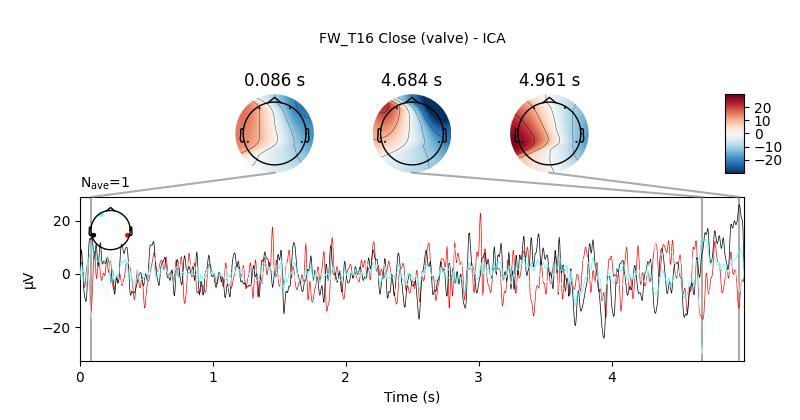 FW_T16 Close (valve) - ICA
0.086 s
4.684 s
4.961 s
20
10
0
−10
−20
Nave=1
20
0
−20
µV
0
1
2
3
4
Time (s)